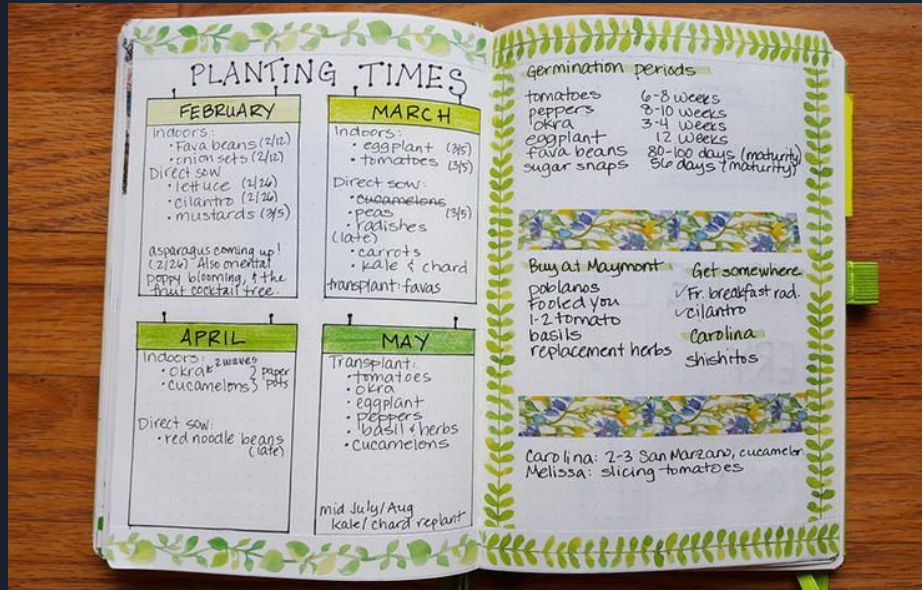 PLANTING TIMES
FEBRUARY
Indoors:
• Fava beans (2/12)
• onion sets (2/12)
Direct sow
• lettuce (2/26)
• cilantro (2/26)
• mustards (3/5)
asparagus coming up!
(2/26) Also oriental
poppy blooming, & the
fruit cocktail tree.
MARCH
Indoors:
• eggplant (3/5)
• tomatoes (3/5)
Direct sow:
• cucamelons
• peas (3/5)
• radishes
(late)
• carrots
• kale & chard
transplant: favas
APRIL
Indoors: 2 waves
• okra } paper
• cucamelons } pots
Direct sow:
• red noodle beans
(late)
MAY
Transplant:
• tomatoes
• okra
• eggplant
• peppers
• basil & herbs
• cucamelons
mid July/Aug
kale/chard replant
Germination periods
tomatoes 6-8 weeks
peppers 8-10 weeks
okra 3-4 weeks
eggplant 12 weeks
fava beans 80-100 days (maturity)
sugar snaps 56 days (maturity)
Buy at Maymont
poblanos
Fooled you
1-2 tomato
basils
replacement herbs
Get somewhere
✓Fr. breakfast rad.
✓cilantro
Carolina
shishitos
Carolina: 2-3 San Marzano, cucamelon
Melissa: slicing tomatoes